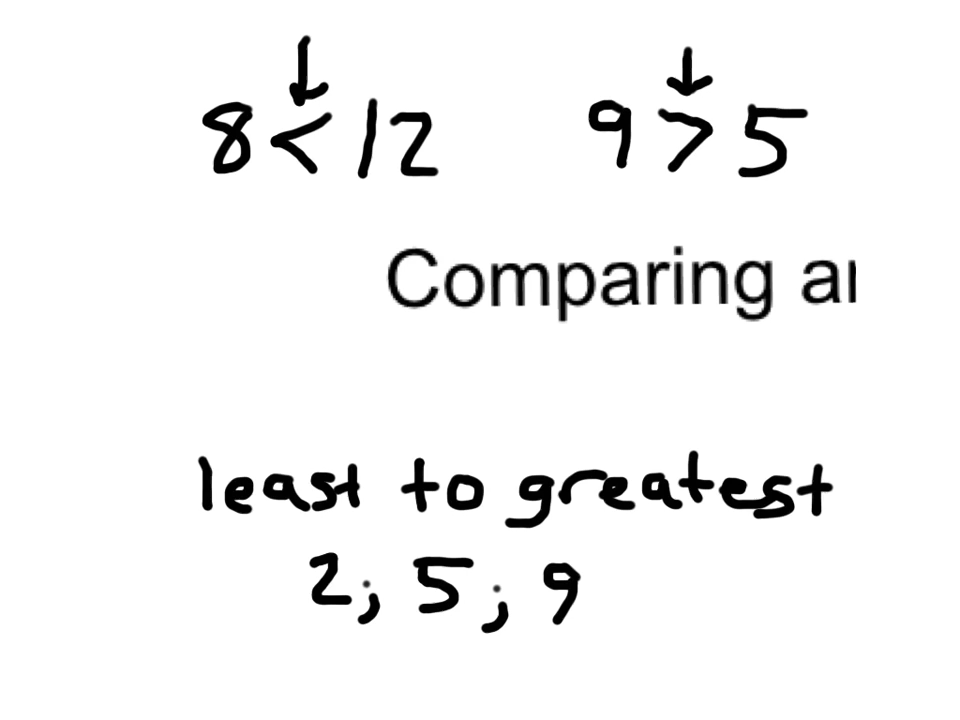 8 < 12 9 > 5
Comparing
least to greatest
2; 5; 9